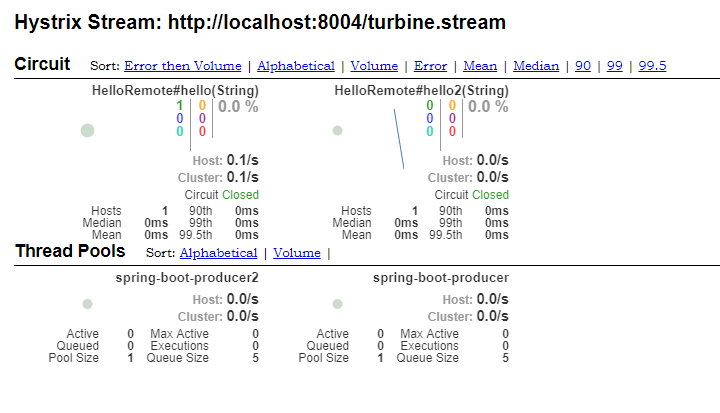 Hystrix Stream: http://localhost:8004/turbine.stream
Circuit Sort: Error then Volume | Alphabetical | Volume | Error | Mean | Median | 90 | 99 | 99.5
HelloRemote#hello(String) HelloRemote#hello2(String)
1 0 0.0 % 0 0 0.0 %
0 0 0 0
0 0 0 0
Host: 0.1/s Host: 0.0/s
Cluster: 0.1/s Cluster: 0.0/s
Circuit Closed Circuit Closed
Hosts 1 90th 0ms Hosts 1 90th 0ms
Median 0ms 99th 0ms Median 0ms 99th 0ms
Mean 0ms 99.5th 0ms Mean 0ms 99.5th 0ms
Thread Pools Sort: Alphabetical | Volume |
spring-boot-producer2 spring-boot-producer
Host: 0.0/s Host: 0.0/s
Cluster: 0.0/s Cluster: 0.0/s
Active 0 Max Active 0 Active 0 Max Active 0
Queued 0 Executions 0 Queued 0 Executions 0
Pool Size 1 Queue Size 5 Pool Size 1 Queue Size 5